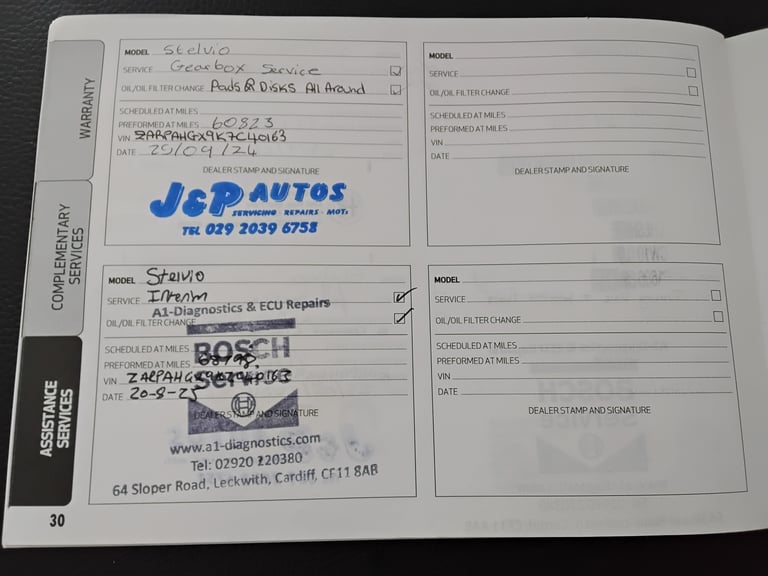 WARRANTY
COMPLEMENTARY
SERVICES
ASSISTANCE
SERVICES
MODEL Stelvio
SERVICE Gearbox Service
OIL/OIL FILTER CHANGE Pads & Disks All Around
SCHEDULED AT MILES
PREFORMED AT MILES 60823
VIN ZARPAHGX9K7C40163
DATE 25/09/24
DEALER STAMP AND SIGNATURE
J&P AUTOS
SERVICING · REPAIRS · MOTs
TEL 029 2039 6758
MODEL
SERVICE
OIL/OIL FILTER CHANGE
SCHEDULED AT MILES
PREFORMED AT MILES
VIN
DATE
DEALER STAMP AND SIGNATURE
MODEL Stelvio
SERVICE Interim
A1-Diagnostics & ECU Repairs
OIL/OIL FILTER CHANGE
BOSCH
SCHEDULED AT MILES
PREFORMED AT MILES 68798
Service
VIN
DATE 20-8-25
DEALER STAMP AND SIGNATURE
www.a1-diagnostics.com
Tel: 02920 220380
64 Sloper Road, Leckwith, Cardiff, CF11 8AB
MODEL
SERVICE
OIL/OIL FILTER CHANGE
SCHEDULED AT MILES
PREFORMED AT MILES
VIN
DATE
DEALER STAMP AND SIGNATURE
30